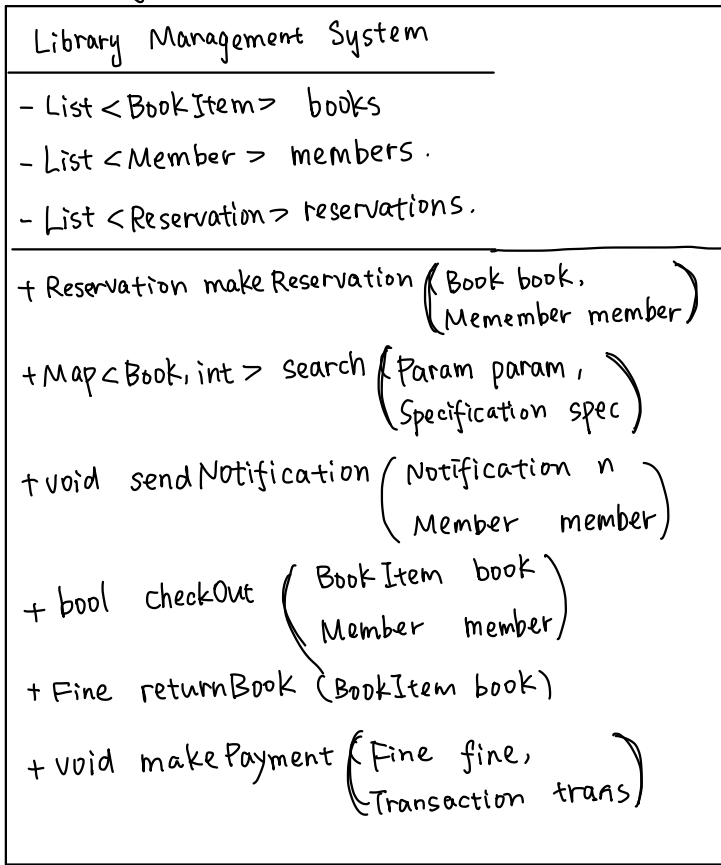 Library Management System
- List <BookItem> books
- List <Member> members.
- List <Reservation> reservations.
+ Reservation makeReservation (Book book,
Memember member)
+ Map<Book, int> search (Param param,
Specification spec)
+ void sendNotification (Notification n
Member member)
+ bool checkOut (BookItem book
Member member)
+ Fine returnBook (BookItem book)
+ void makePayment (Fine fine,
Transaction trans)